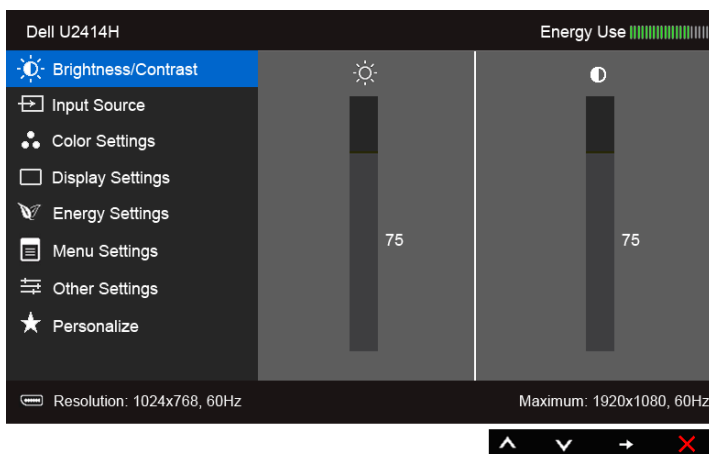 Dell U2414H
Energy Use
Brightness/Contrast
Input Source
Color Settings
Display Settings
Energy Settings
Menu Settings
Other Settings
Personalize
75
75
Resolution: 1024x768, 60Hz
Maximum: 1920x1080, 60Hz